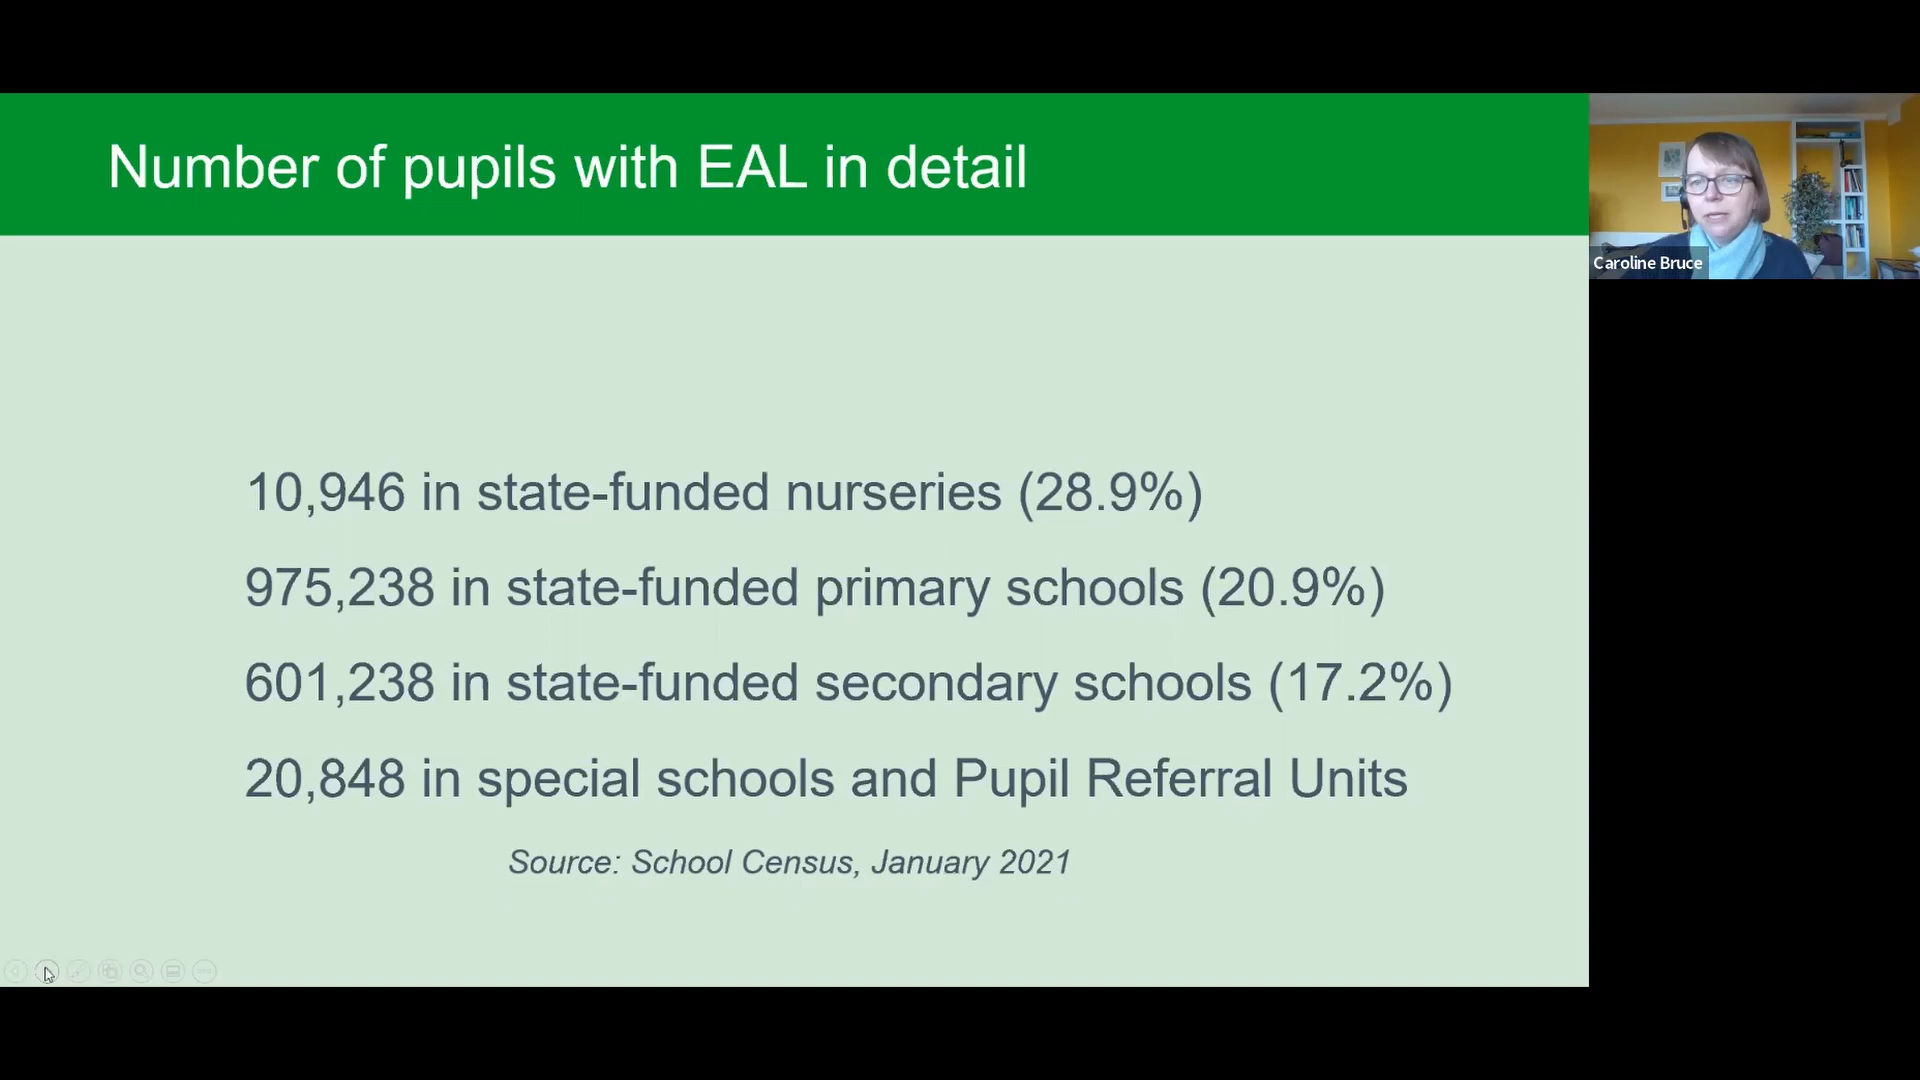 Number of pupils with EAL in detail
Caroline Bruce
10,946 in state-funded nurseries (28.9%)
975,238 in state-funded primary schools (20.9%)
601,238 in state-funded secondary schools (17.2%)
20,848 in special schools and Pupil Referral Units
Source: School Census, January 2021